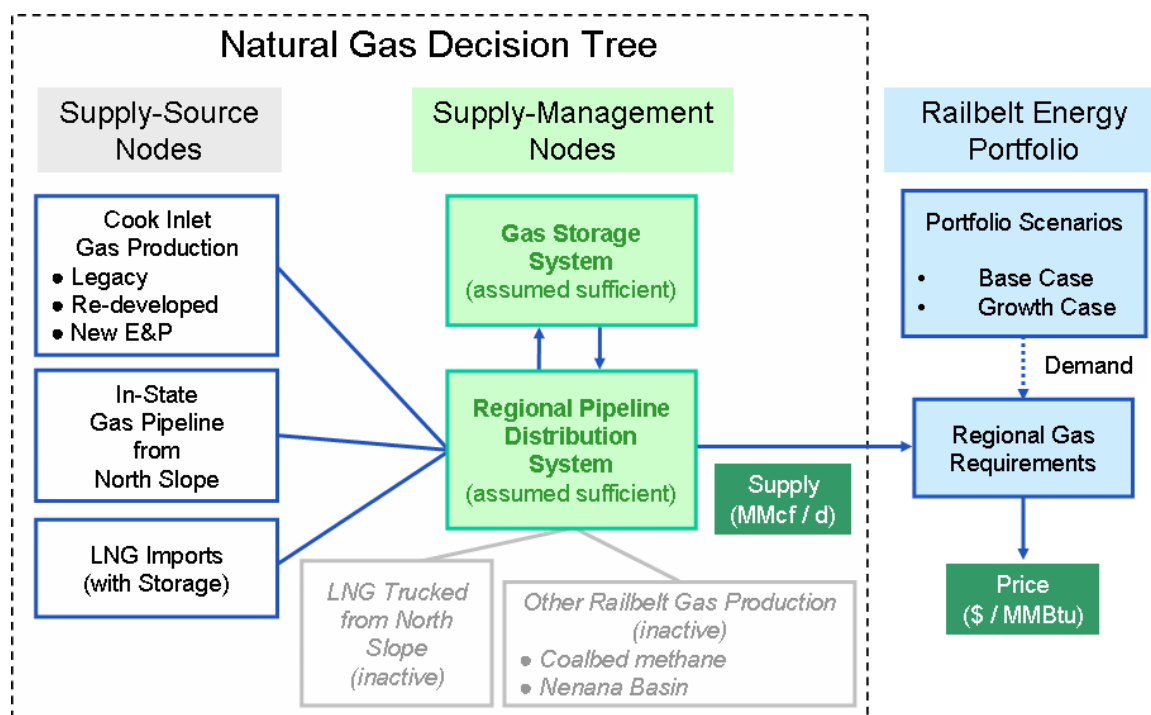 Natural Gas Decision Tree
Supply-Source
Nodes
Supply-Management
Nodes
Railbelt Energy
Portfolio
Cook Inlet
Gas Production
● Legacy
● Re-developed
● New E&P
In-State
Gas Pipeline
from
North Slope
LNG Imports
(with Storage)
Gas Storage
System
(assumed sufficient)
Regional Pipeline
Distribution
System
(assumed sufficient)
LNG Trucked
from North
Slope
(inactive)
Other Railbelt Gas Production
(inactive)
● Coalbed methane
● Nenana Basin
Supply
(MMcf / d)
Portfolio Scenarios
• Base Case
• Growth Case
Demand
Regional Gas
Requirements
Price
($ / MMBtu)